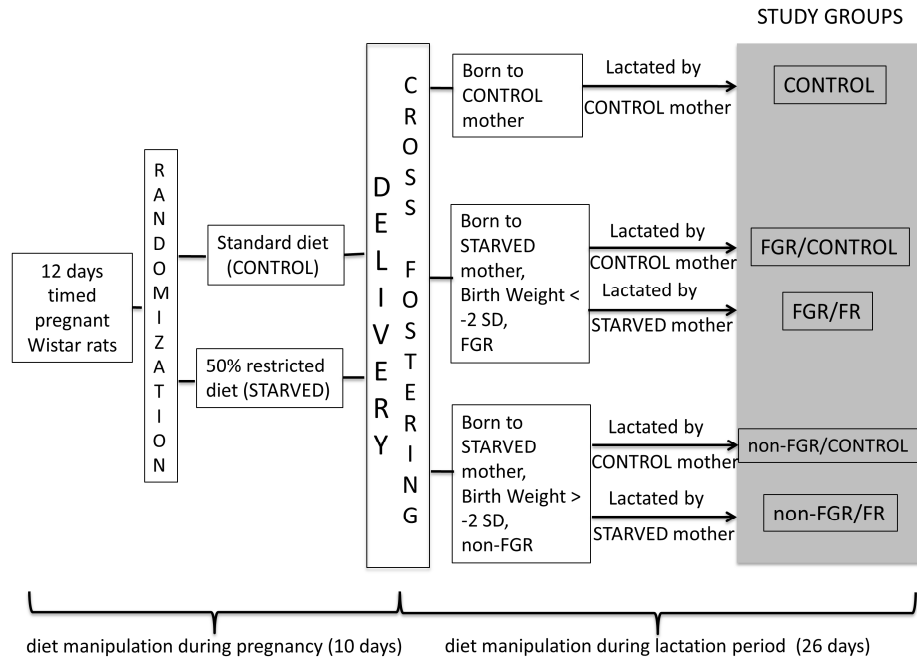 STUDY GROUPS
12 days
timed
pregnant
Wistar rats
RANDOMIZATION
Standard diet
(CONTROL)
50% restricted
diet (STARVED)
DELIVERY
CROSS FOSTERING
Born to
CONTROL
mother
Lactated by
CONTROL mother
CONTROL
Born to
STARVED
mother,
Birth Weight <
-2 SD,
FGR
Lactated by
CONTROL mother
FGR/CONTROL
Lactated by
STARVED mother
FGR/FR
Born to
STARVED
mother,
Birth Weight >
-2 SD,
non-FGR
Lactated by
CONTROL mother
non-FGR/CONTROL
Lactated by
STARVED mother
non-FGR/FR
diet manipulation during pregnancy (10 days)
diet manipulation during lactation period (26 days)